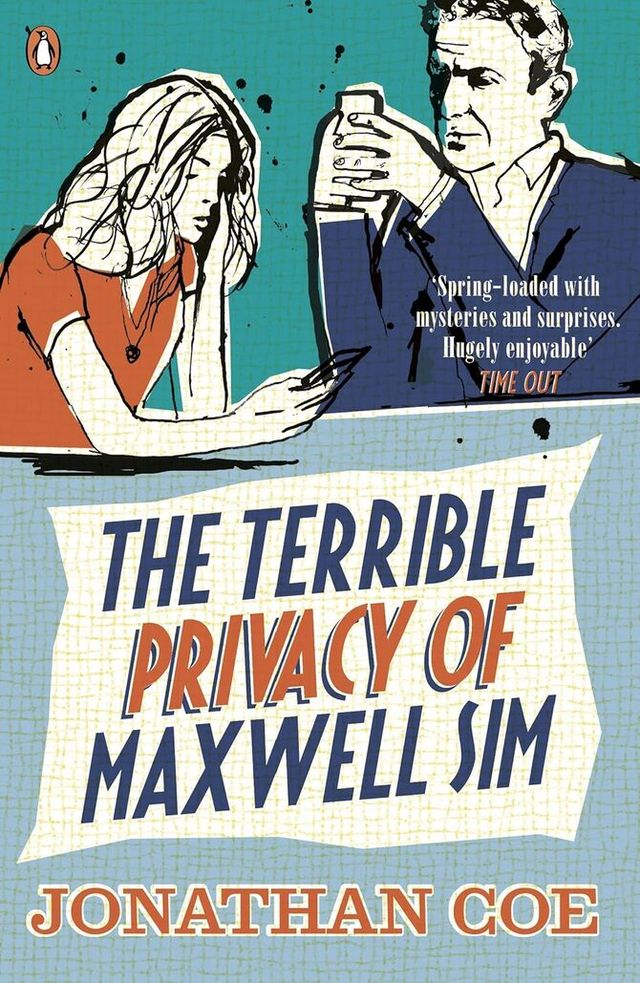 ‘Spring-loaded with
mysteries and surprises.
Hugely enjoyable’
TIME OUT
THE TERRIBLE
PRIVACY OF
MAXWELL SIM
JONATHAN COE